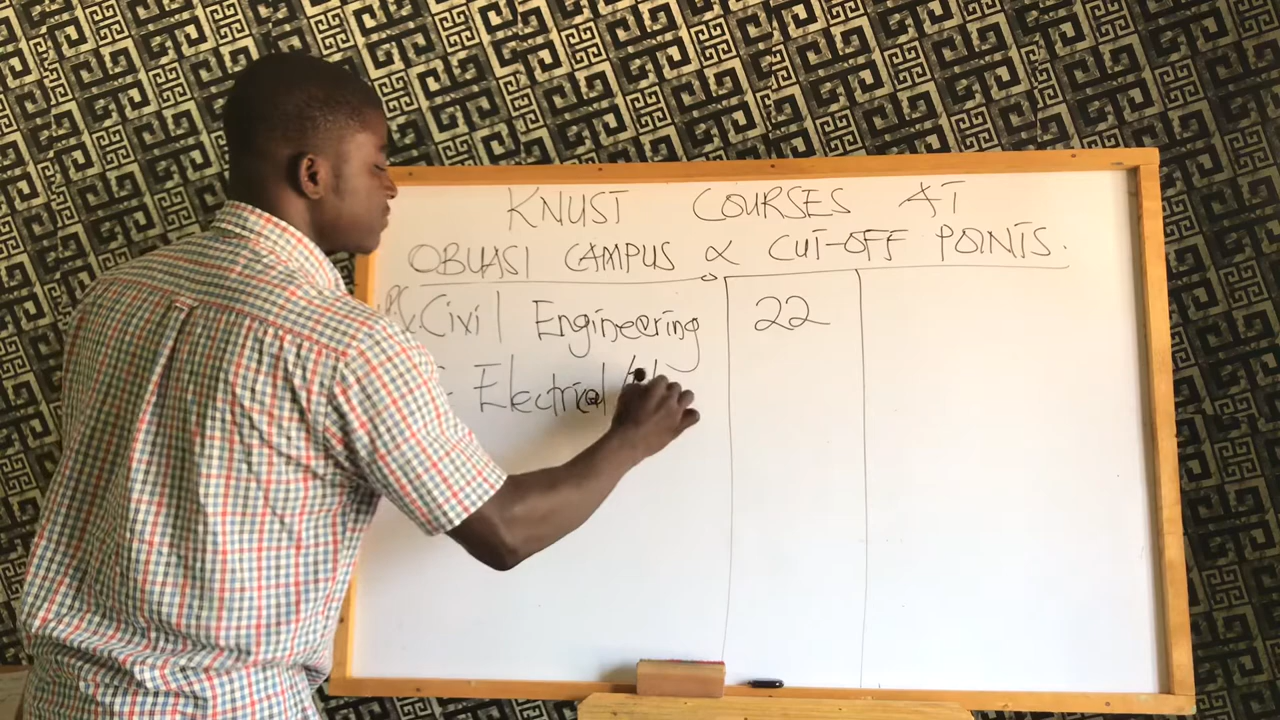 KNUST COURSES AT
OBUASI CAMPUS & CUT-OFF POINTS.
Civil Engineering 22
Electrical